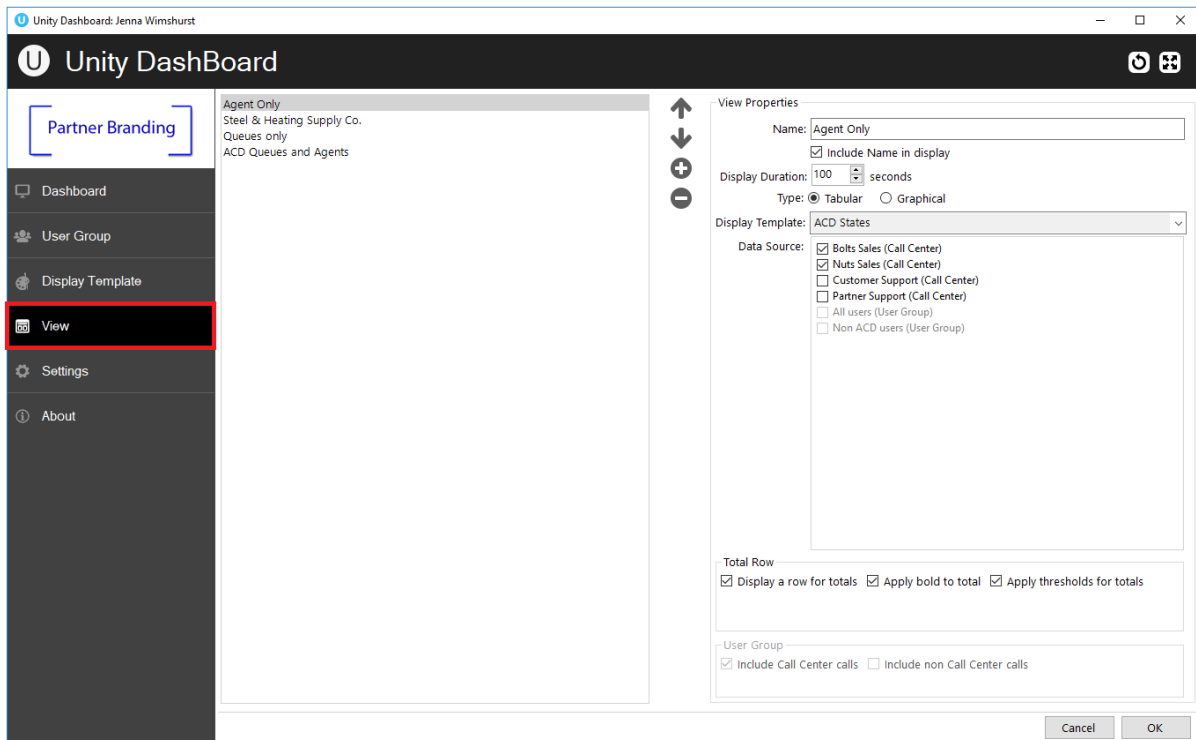 Unity Dashboard: Jenna Wimshurst
U Unity DashBoard
Partner Branding
Dashboard
User Group
Display Template
View
Settings
About
Agent Only
Steel & Heating Supply Co.
Queues only
ACD Queues and Agents
View Properties
Name: Agent Only
Include Name in display
Display Duration: 100 seconds
Type: Tabular Graphical
Display Template: ACD States
Data Source: Bolts Sales (Call Center)
Nuts Sales (Call Center)
Customer Support (Call Center)
Partner Support (Call Center)
All users (User Group)
Non ACD users (User Group)
Total Row
Display a row for totals Apply bold to total Apply thresholds for totals
User Group
Include Call Center calls Include non Call Center calls
Cancel OK